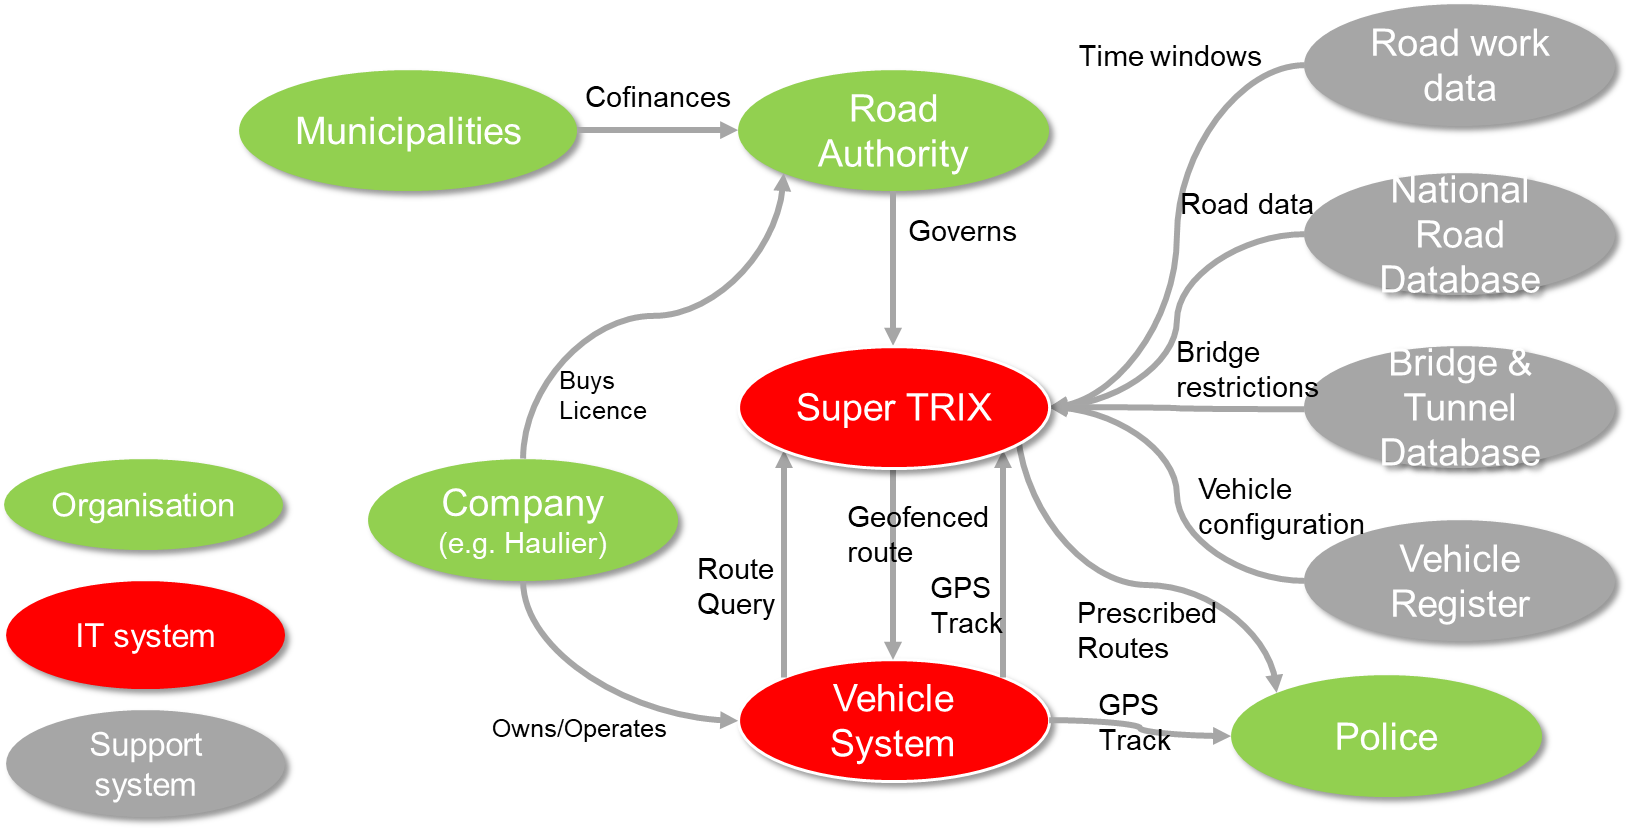 Road work
data
Time windows
Cofinances
Road
Authority
Municipalities
National
Road
Database
Road data
Governs
Bridge
restrictions
Bridge &
Tunnel
Database
Buys
Licence
Super TRIX
Company
(e.g. Haulier)
Organisation
Vehicle
configuration
Geofenced
route
Vehicle
Register
Route
Query
GPS
Track
Prescribed
Routes
IT system
Vehicle
System
GPS
Track
Police
Owns/Operates
Support
system